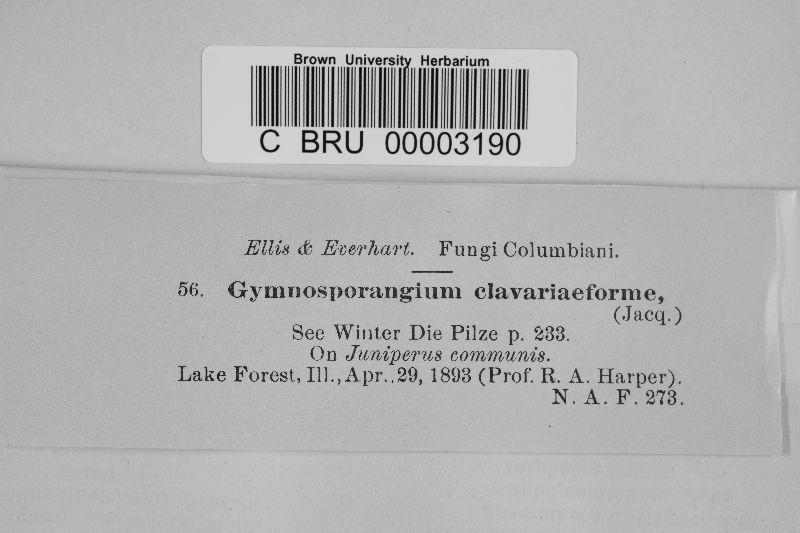 Brown University Herbarium
C BRU 00003190
Ellis & Everhart. Fungi Columbiani.
56. Gymnosporangium clavariaeforme,
(Jacq.)
See Winter Die Pilze p. 233.
On Juniperus communis.
Lake Forest, Ill., Apr. 29, 1893 (Prof. R. A. Harper).
N. A. F. 273.